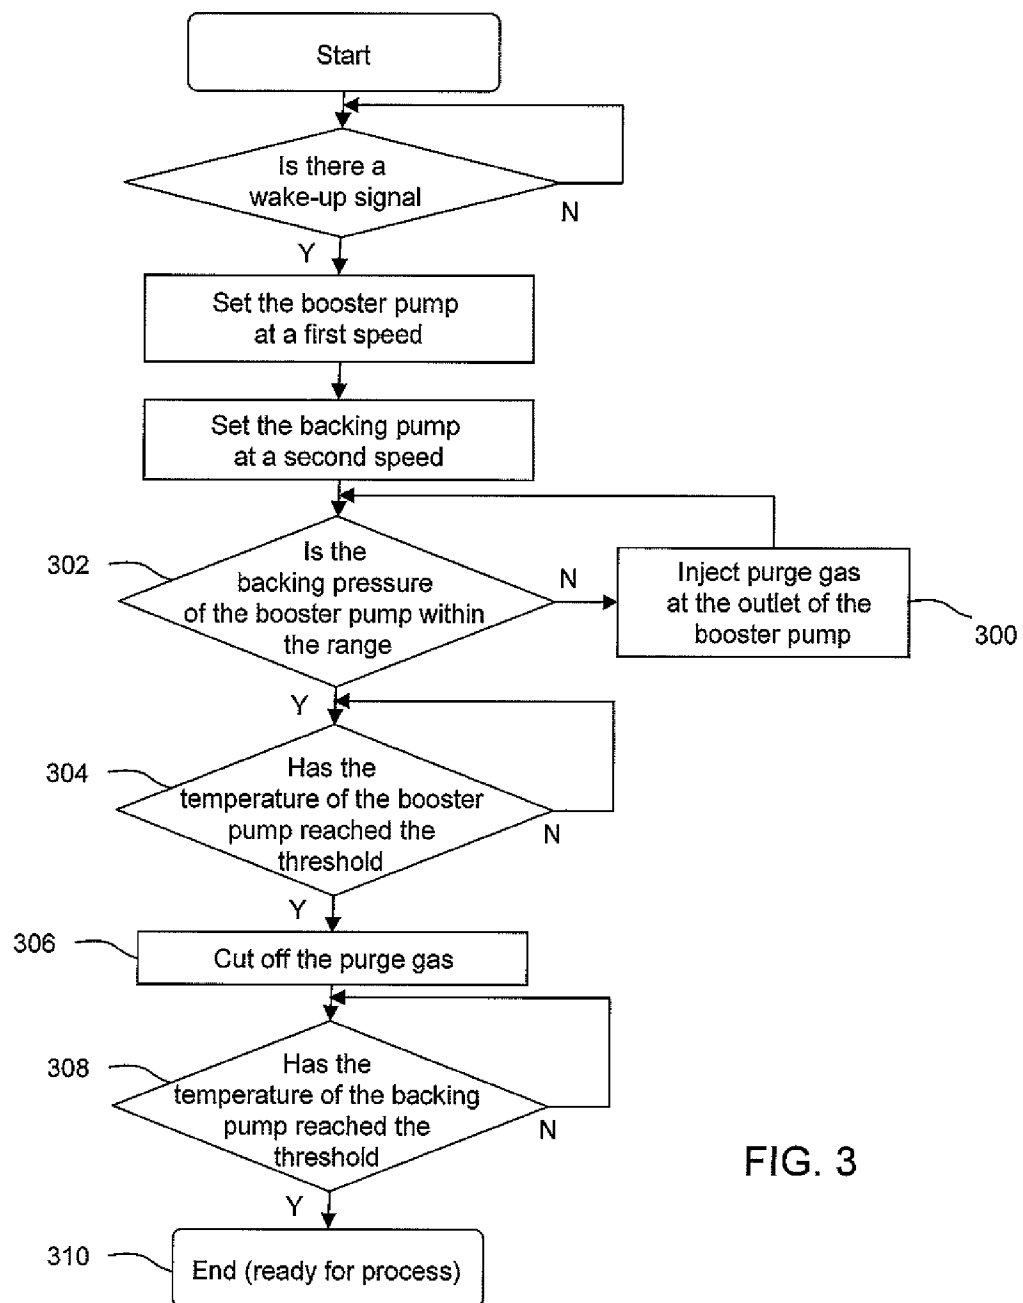 Start
Is there a
wake-up signal
N
Y
Set the booster pump
at a first speed
Set the backing pump
at a second speed
302
Is the
backing pressure
of the booster pump within
the range
N
Inject purge gas
at the outlet of the
booster pump
300
Y
304
Has the
temperature of the booster
pump reached the
threshold
N
Y
306
Cut off the purge gas
308
Has the
temperature of the backing
pump reached the
threshold
N
Y
FIG. 3
310
End (ready for process)